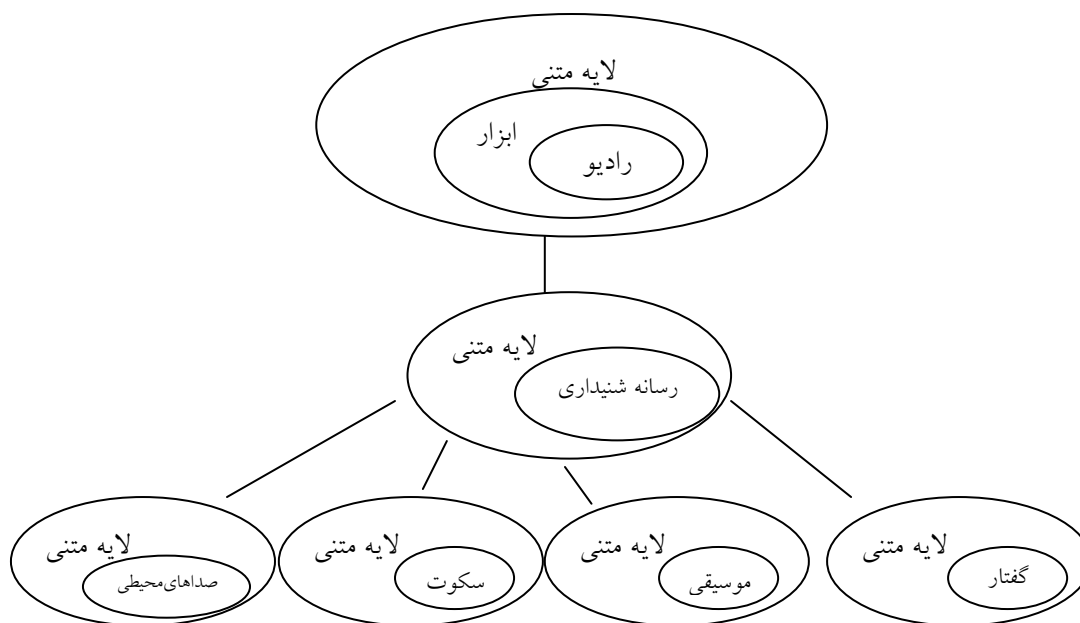 لایه متنی
ابزار
رادیو
لایه متنی
رسانه شنیداری
لایه متنی
گفتار
لایه متنی
موسیقی
لایه متنی
سکوت
لایه متنی
صداهای‌محیطی